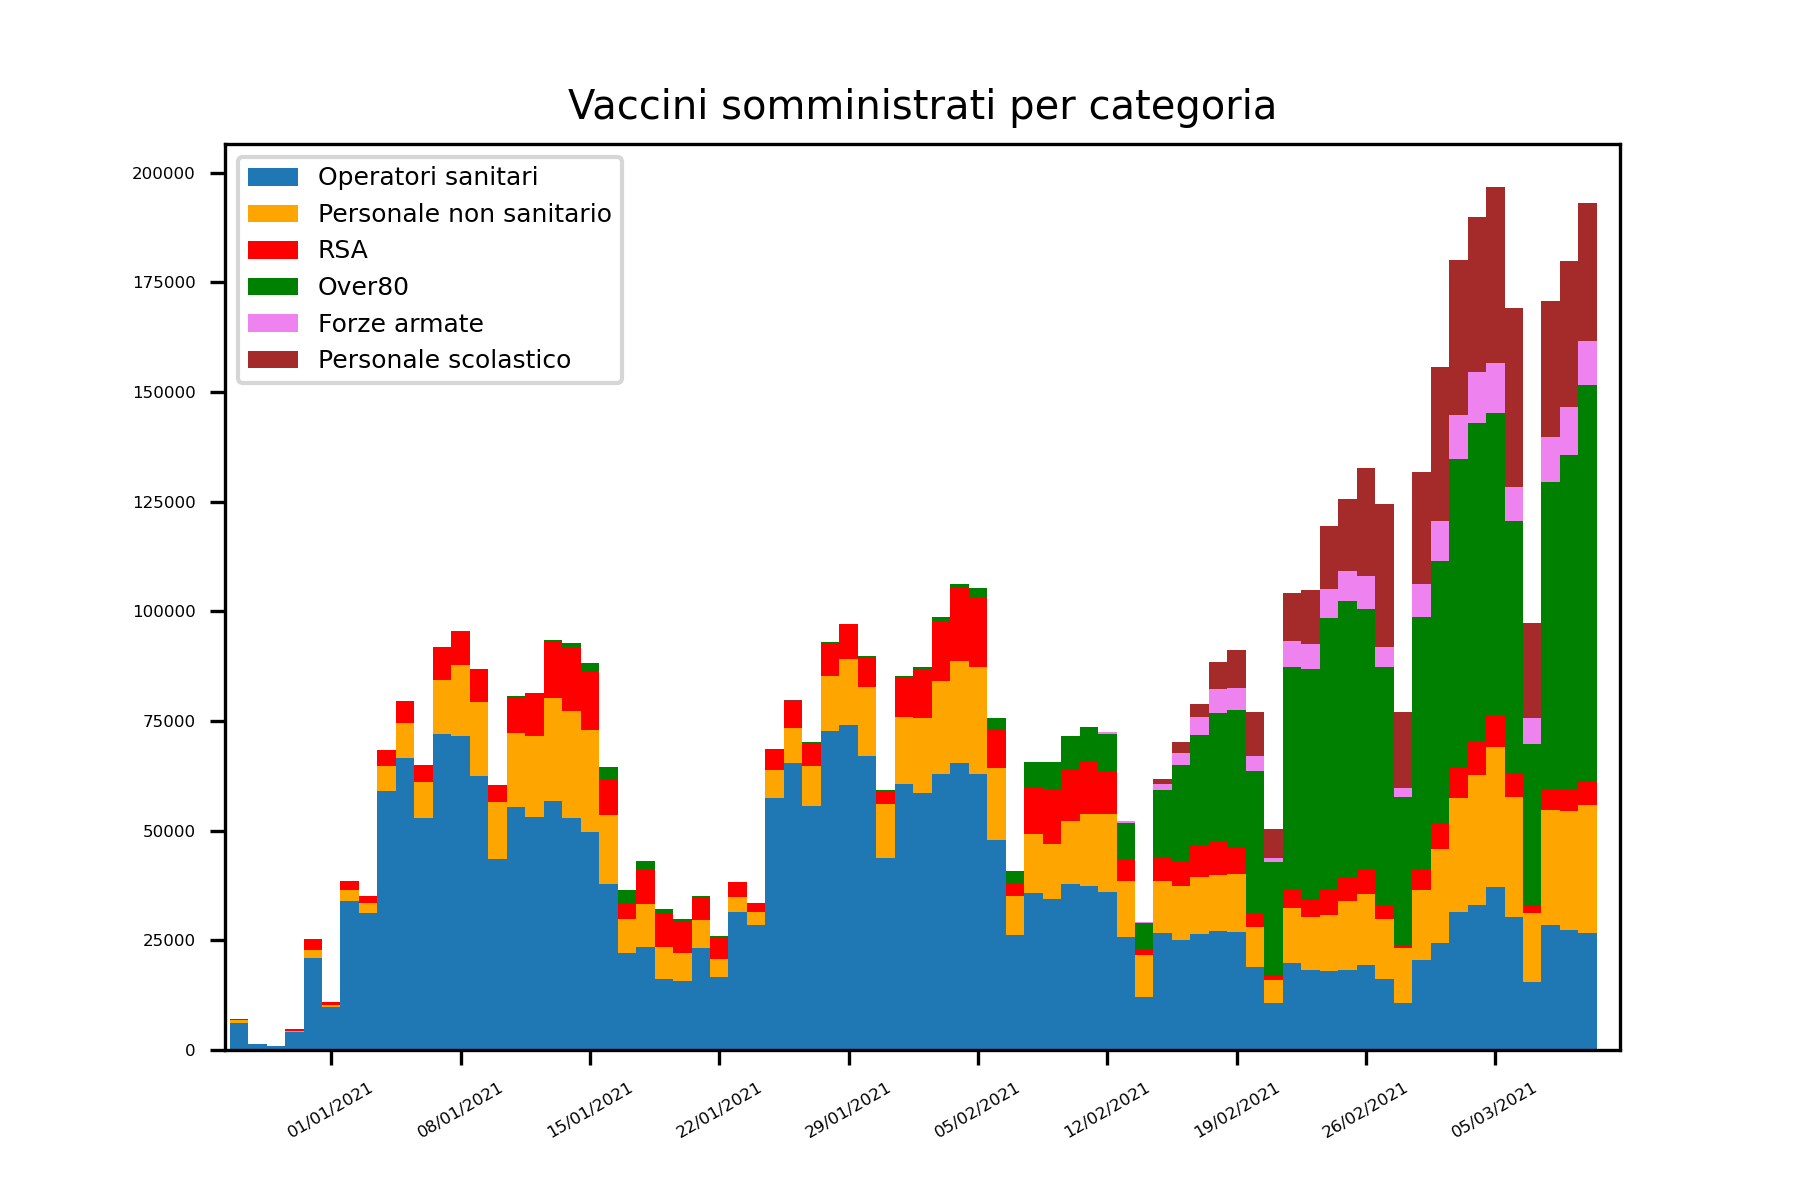 Vaccini somministrati per categoria
200000
175000
150000
125000
100000
75000
50000
25000
0
Operatori sanitari
Personale non sanitario
RSA
Over80
Forze armate
Personale scolastico
01/01/2021
08/01/2021
15/01/2021
22/01/2021
29/01/2021
05/02/2021
12/02/2021
19/02/2021
26/02/2021
05/03/2021